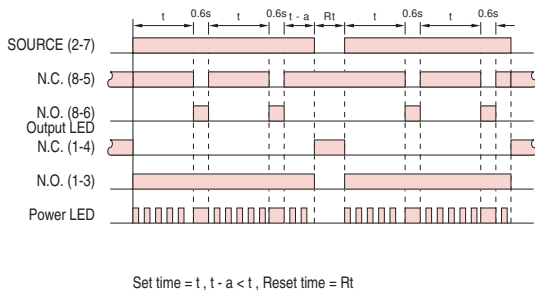 t 0.6s t 0.6s t - a Rt t 0.6s t 0.6s
SOURCE (2-7)
N.C. (8-5)
N.O. (8-6)
Output LED
N.C. (1-4)
N.O. (1-3)
Power LED
Set time = t , t - a < t , Reset time = Rt